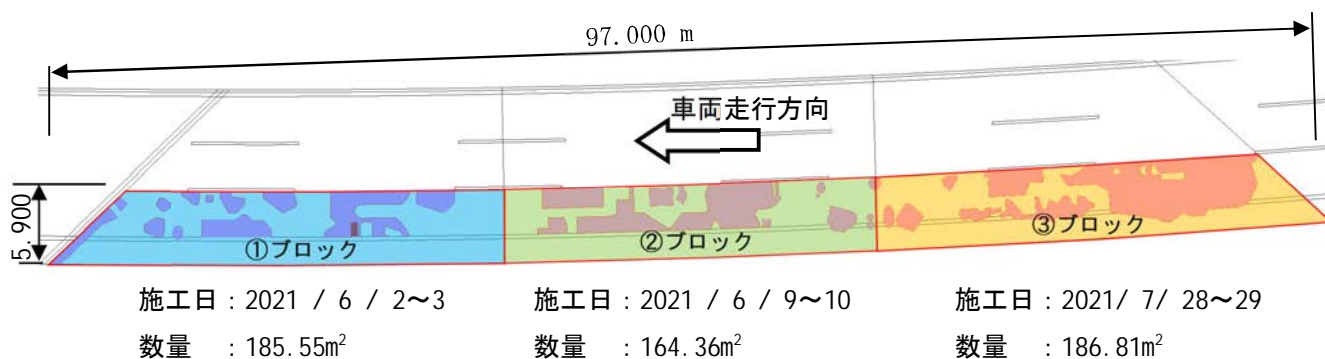 97.000 m
車両走行方向
5.900
①ブロック
②ブロック
③ブロック
施工日：2021 / 6 / 2～3
数量　：185.55m²
施工日：2021 / 6 / 9～10
数量　：164.36m²
施工日：2021/ 7/ 28～29
数量　：186.81m²